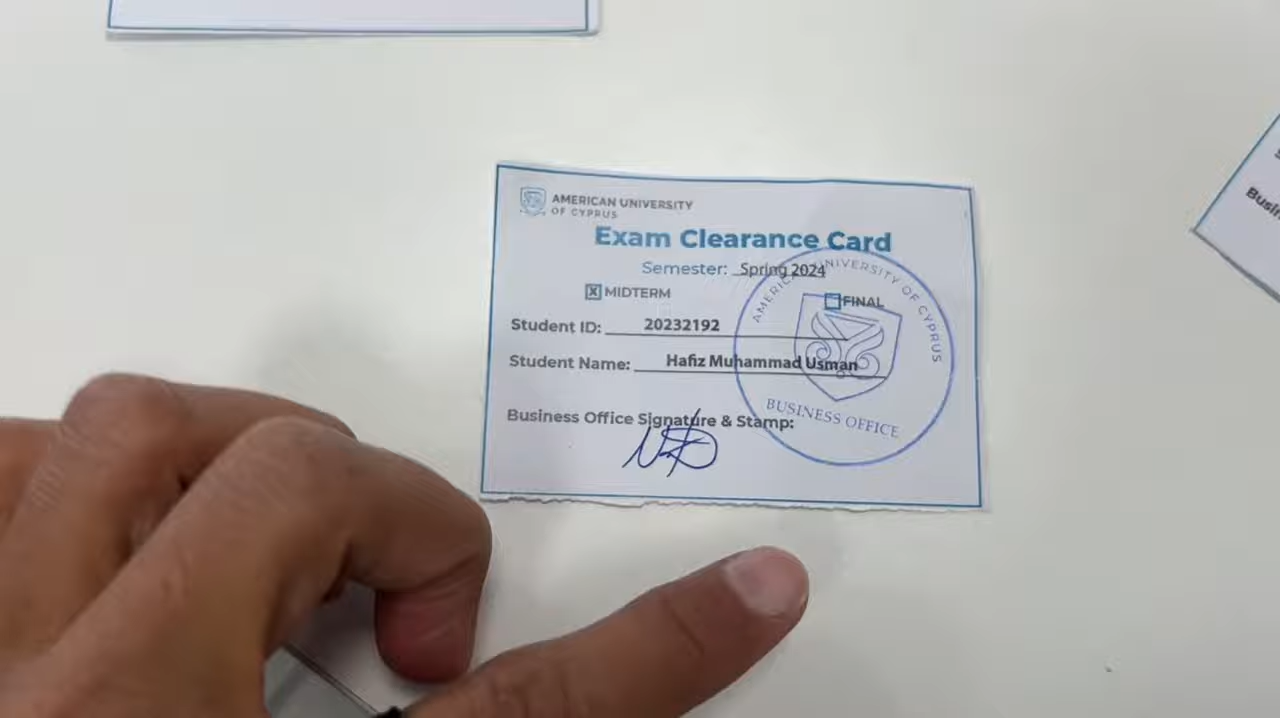 AMERICAN UNIVERSITY
OF CYPRUS
Exam Clearance Card
Semester: Spring 2024
MIDTERM
FINAL
Student ID: 20232192
Student Name: Hafiz Muhammad Usman
Business Office Signature & Stamp:
AMERICAN UNIVERSITY OF CYPRUS
BUSINESS OFFICE